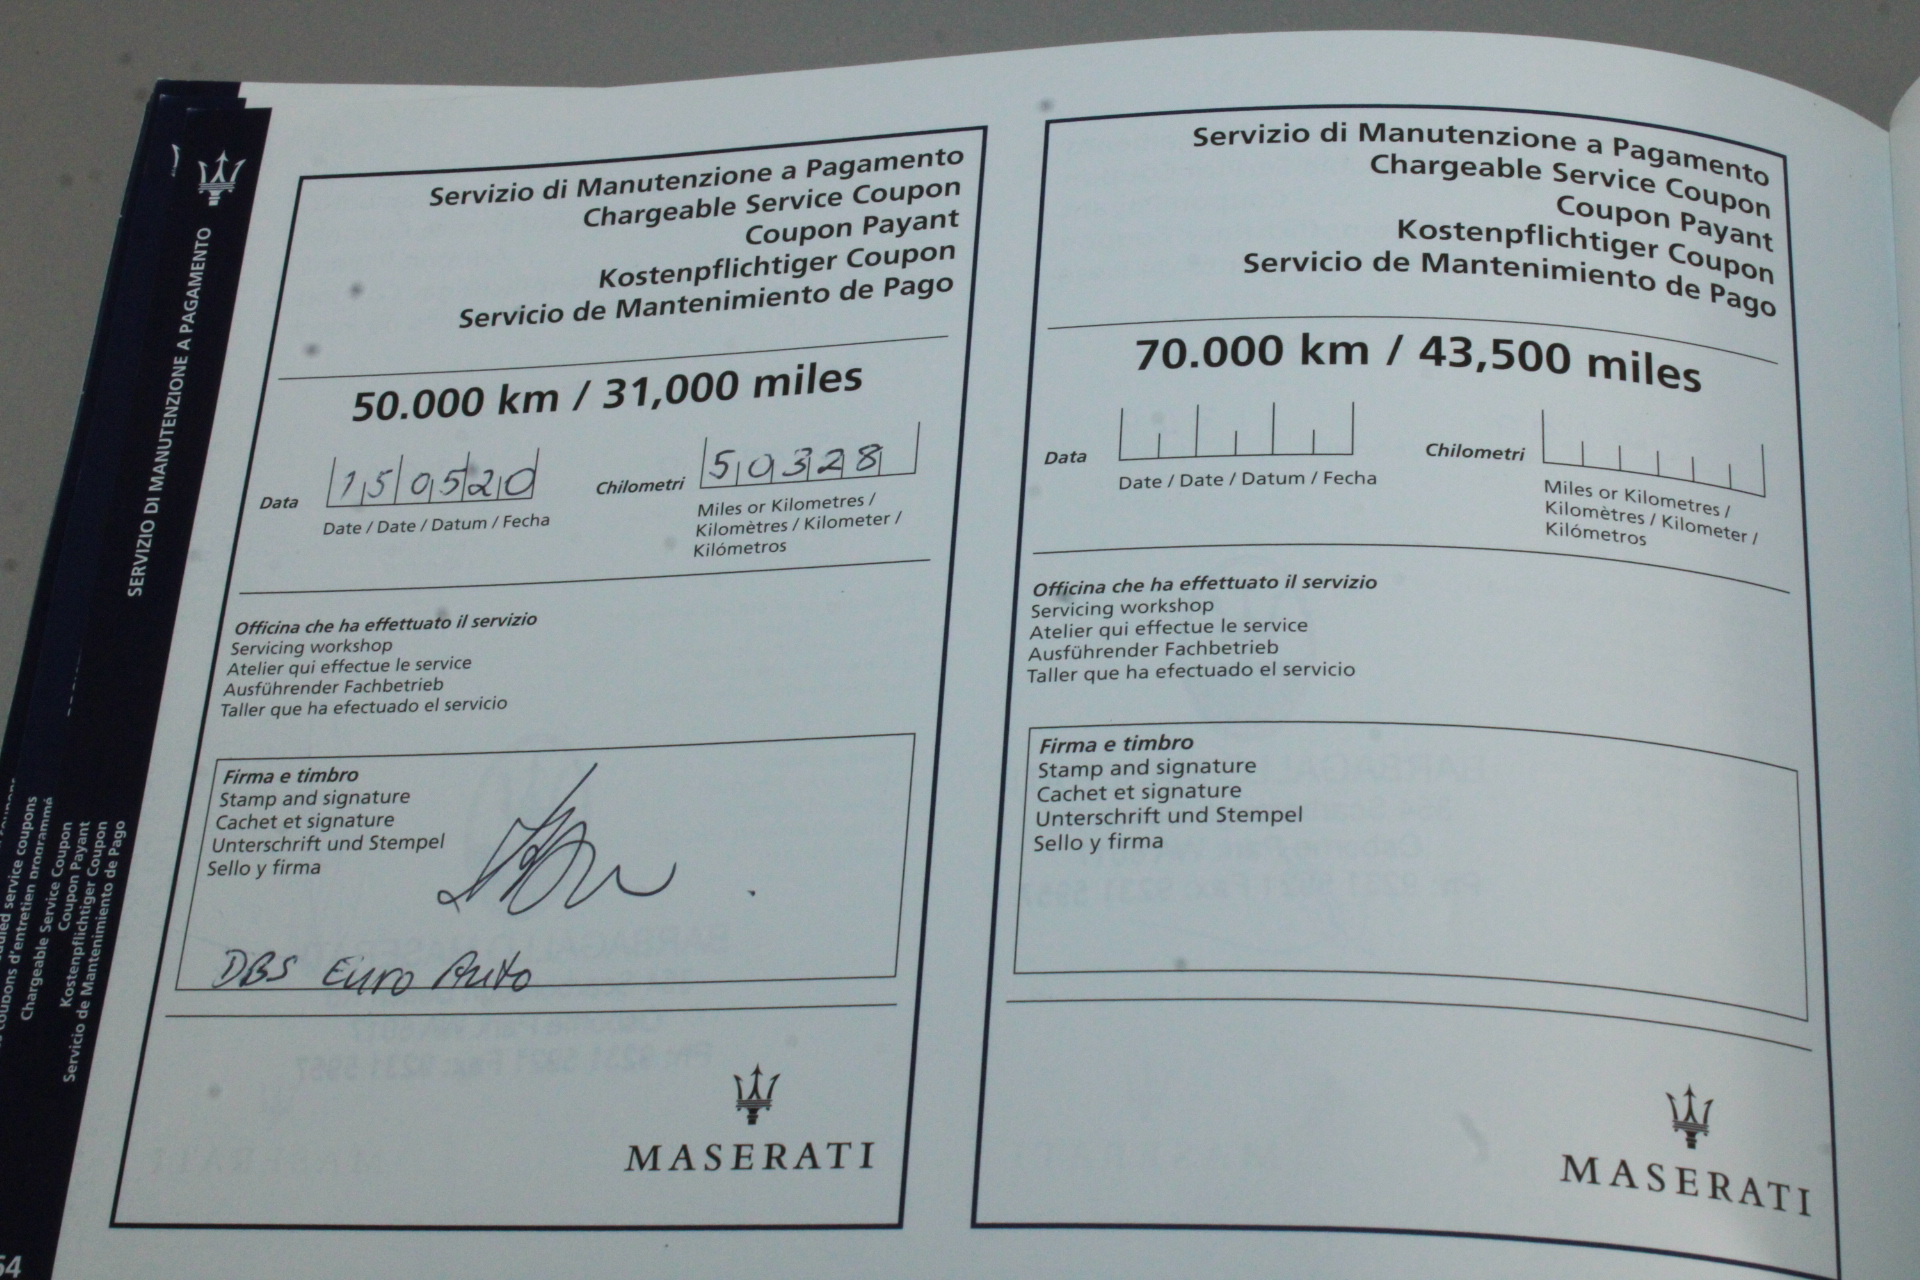 SERVIZIO DI MANUTENZIONE A PAGAMENTO
service coupons
coupons d'entretien programmé
Chargeable Service Coupon
Coupon Payant
Kostenpflichtiger Coupon
Servicio de Mantenimiento de Pago
54
Servizio di Manutenzione a Pagamento
Chargeable Service Coupon
Coupon Payant
Kostenpflichtiger Coupon
Servicio de Mantenimiento de Pago
50.000 km / 31,000 miles
Data 150520 Chilometri 50328
Date / Date / Datum / Fecha
Miles or Kilometres /
Kilomètres / Kilometer /
Kilómetros
Officina che ha effettuato il servizio
Servicing workshop
Atelier qui effectue le service
Ausführender Fachbetrieb
Taller que ha efectuado el servicio
Firma e timbro
Stamp and signature
Cachet et signature
Unterschrift und Stempel
Sello y firma
DBS Euro Auto
MASERATI
Servizio di Manutenzione a Pagamento
Chargeable Service Coupon
Coupon Payant
Kostenpflichtiger Coupon
Servicio de Mantenimiento de Pago
70.000 km / 43,500 miles
Data Chilometri
Date / Date / Datum / Fecha
Miles or Kilometres /
Kilomètres / Kilometer /
Kilómetros
Officina che ha effettuato il servizio
Servicing workshop
Atelier qui effectue le service
Ausführender Fachbetrieb
Taller que ha efectuado el servicio
Firma e timbro
Stamp and signature
Cachet et signature
Unterschrift und Stempel
Sello y firma
MASERATI